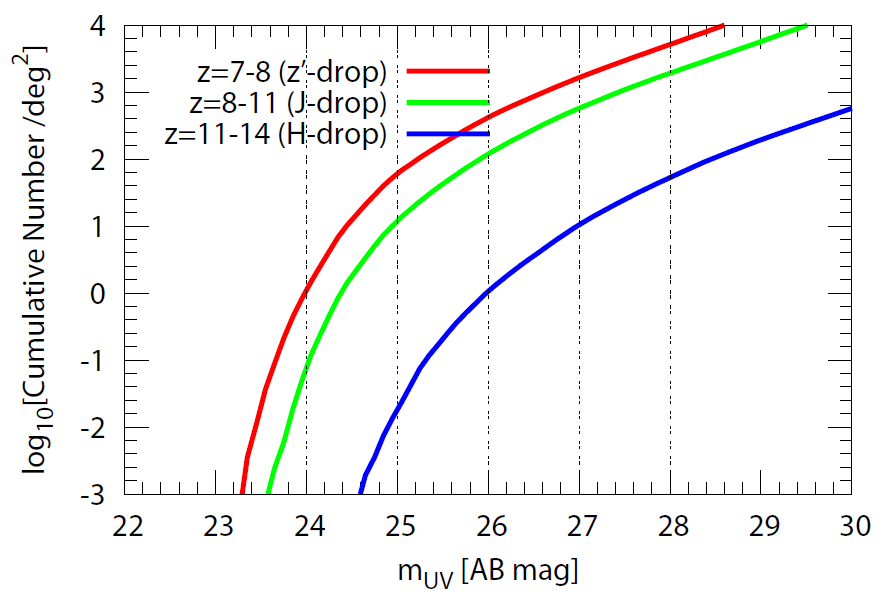 log10[Cumulative Number /deg2]
4
3
2
1
0
-1
-2
-3
z=7-8 (z'-drop)
z=8-11 (J-drop)
z=11-14 (H-drop)
22 23 24 25 26 27 28 29 30
mUV [AB mag]